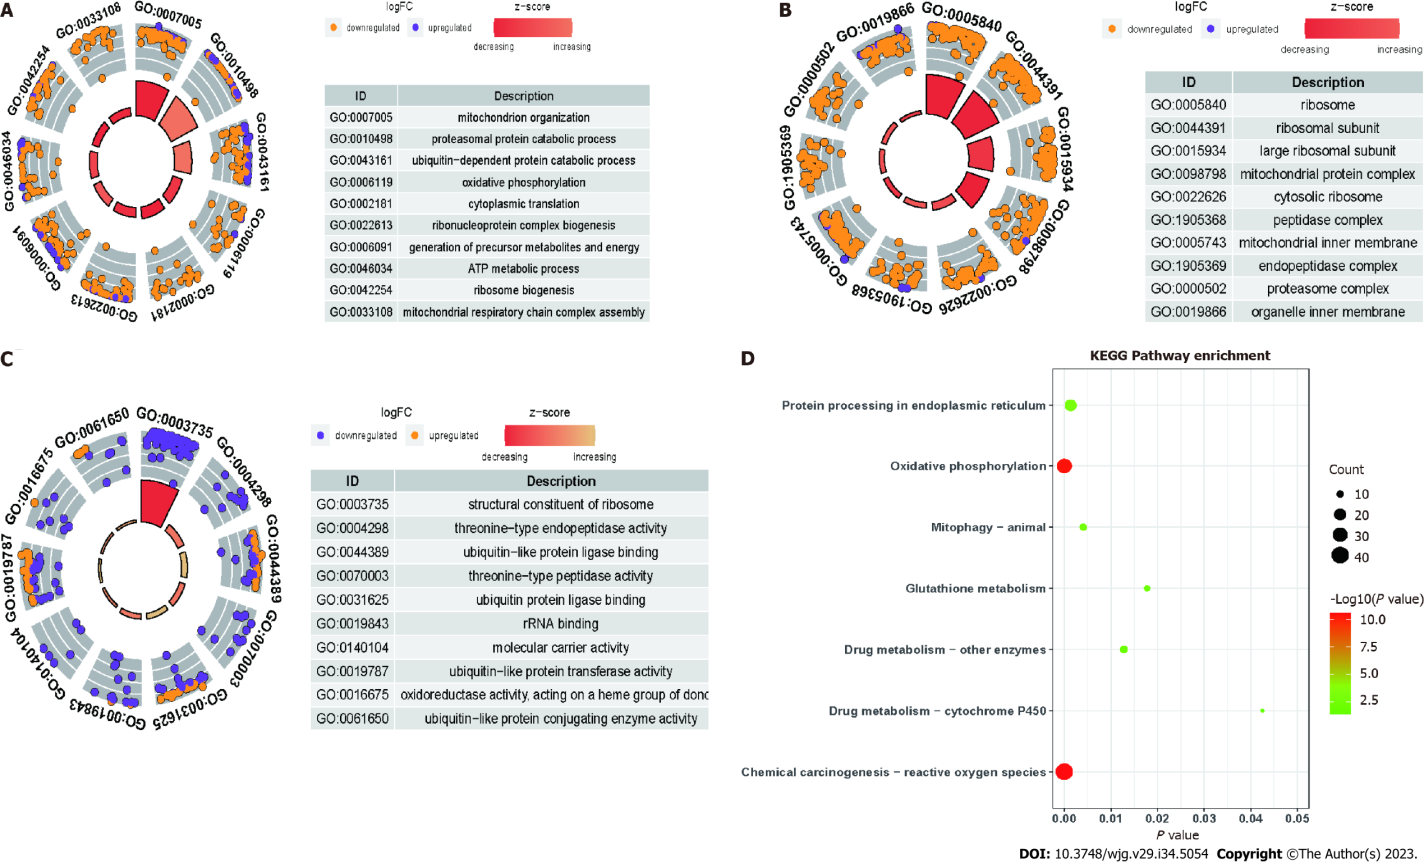 A
GO:0007005
GO:0010498
GO:0043161
GO:0006119
GO:0002181
GO:0022613
GO:0006091
GO:0046034
GO:0042254
GO:0033108
logFC
z-score
downregulated
upregulated
decreasing
increasing
ID Description
GO:0007005 mitochondrion organization
GO:0010498 proteasomal protein catabolic process
GO:0043161 ubiquitin-dependent protein catabolic process
GO:0006119 oxidative phosphorylation
GO:0002181 cytoplasmic translation
GO:0022613 ribonucleoprotein complex biogenesis
GO:0006091 generation of precursor metabolites and energy
GO:0046034 ATP metabolic process
GO:0042254 ribosome biogenesis
GO:0033108 mitochondrial respiratory chain complex assembly
B
GO:0005840
GO:0044391
GO:0015934
GO:0098798
GO:0022626
GO:1905368
GO:0005743
GO:1905369
GO:0000502
GO:0019866
logFC
z-score
downregulated
upregulated
decreasing
increasing
ID Description
GO:0005840 ribosome
GO:0044391 ribosomal subunit
GO:0015934 large ribosomal subunit
GO:0098798 mitochondrial protein complex
GO:0022626 cytosolic ribosome
GO:1905368 peptidase complex
GO:0005743 mitochondrial inner membrane
GO:1905369 endopeptidase complex
GO:0000502 proteasome complex
GO:0019866 organelle inner membrane
C
GO:0003735
GO:0004298
GO:0044389
GO:0070003
GO:0031625
GO:0019843
GO:0140104
GO:0019787
GO:0016675
GO:0061650
logFC
z-score
downregulated
upregulated
decreasing
increasing
ID Description
GO:0003735 structural constituent of ribosome
GO:0004298 threonine-type endopeptidase activity
GO:0044389 ubiquitin-like protein ligase binding
GO:0070003 threonine-type peptidase activity
GO:0031625 ubiquitin protein ligase binding
GO:0019843 rRNA binding
GO:0140104 molecular carrier activity
GO:0019787 ubiquitin-like protein transferase activity
GO:0016675 oxidoreductase activity, acting on a heme group of donc
GO:0061650 ubiquitin-like protein conjugating enzyme activity
D
KEGG Pathway enrichment
Protein processing in endoplasmic reticulum
Oxidative phosphorylation
Mitophagy - animal
Glutathione metabolism
Drug metabolism - other enzymes
Drug metabolism - cytochrome P450
Chemical carcinogenesis - reactive oxygen species
0.00 0.01 0.02 0.03 0.04 0.05
P value
Count
10
20
30
40
-Log10(P value)
10.0
7.5
5.0
2.5
DOI: 10.3748/wjg.v29.i34.5054 Copyright ©The Author(s) 2023.